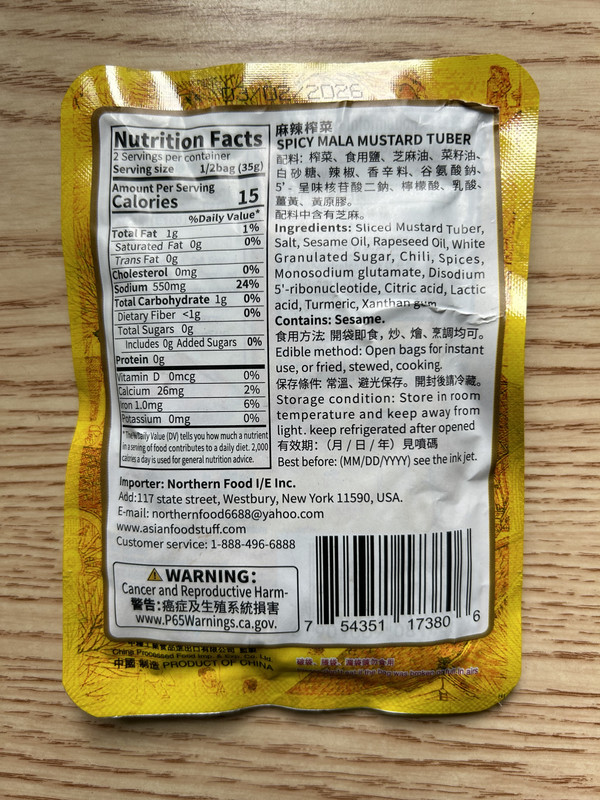 03/02/2026
Nutrition Facts
2 Servings per container
Serving size 1/2bag (35g)
Amount Per Serving
Calories 15
%Daily Value*
Total Fat 1g 1%
Saturated Fat 0g 0%
Trans Fat 0g
Cholesterol 0mg 0%
Sodium 550mg 24%
Total Carbohydrate 1g 0%
Dietary Fiber <1g 0%
Total Sugars 0g
Includes 0g Added Sugars 0%
Protein 0g
Vitamin D 0mcg 0%
Calcium 26mg 2%
Iron 1.0mg 6%
Potassium 0mg 0%
* The %Daily Value (DV) tells you how much a nutrient
in a serving of food contributes to a daily diet. 2,000
calories a day is used for general nutrition advice.
麻辣榨菜
SPICY MALA MUSTARD TUBER
配料：榨菜、食用鹽、芝麻油、菜籽油、
白砂糖、辣椒、香辛料、谷氨酸鈉、
5'-呈味核苷酸二鈉、檸檬酸、乳酸、
薑黃、黃原膠。
配料中含有芝麻。
Ingredients: Sliced Mustard Tuber,
Salt, Sesame Oil, Rapeseed Oil, White
Granulated Sugar, Chili, Spices,
Monosodium glutamate, Disodium
5'-ribonucleotide, Citric acid, Lactic
acid, Turmeric, Xanthan gum
Contains: Sesame.
食用方法 開袋即食，炒、燴、烹調均可。
Edible method: Open bags for instant
use, or fried, stewed, cooking.
保存條件: 常溫、避光保存。開封後請冷藏。
Storage condition: Store in room
temperature and keep away from
light. keep refrigerated after opened
有效期：（月 / 日 / 年）見噴碼
Best before: (MM/DD/YYYY) see the ink jet.
Importer: Northern Food I/E Inc.
Add:117 state street, Westbury, New York 11590, USA.
E-mail: northernfood6688@yahoo.com
www.asianfoodstuff.com
Customer service: 1-888-496-6888
⚠WARNING:
Cancer and Reproductive Harm-
警告:癌症及生殖系統損害
www.P65Warnings.ca.gov.
7 54351 17380 6
China Processed Food Imp. & Exp. Co., Ltd.
中國 制造 PRODUCT OF CHINA